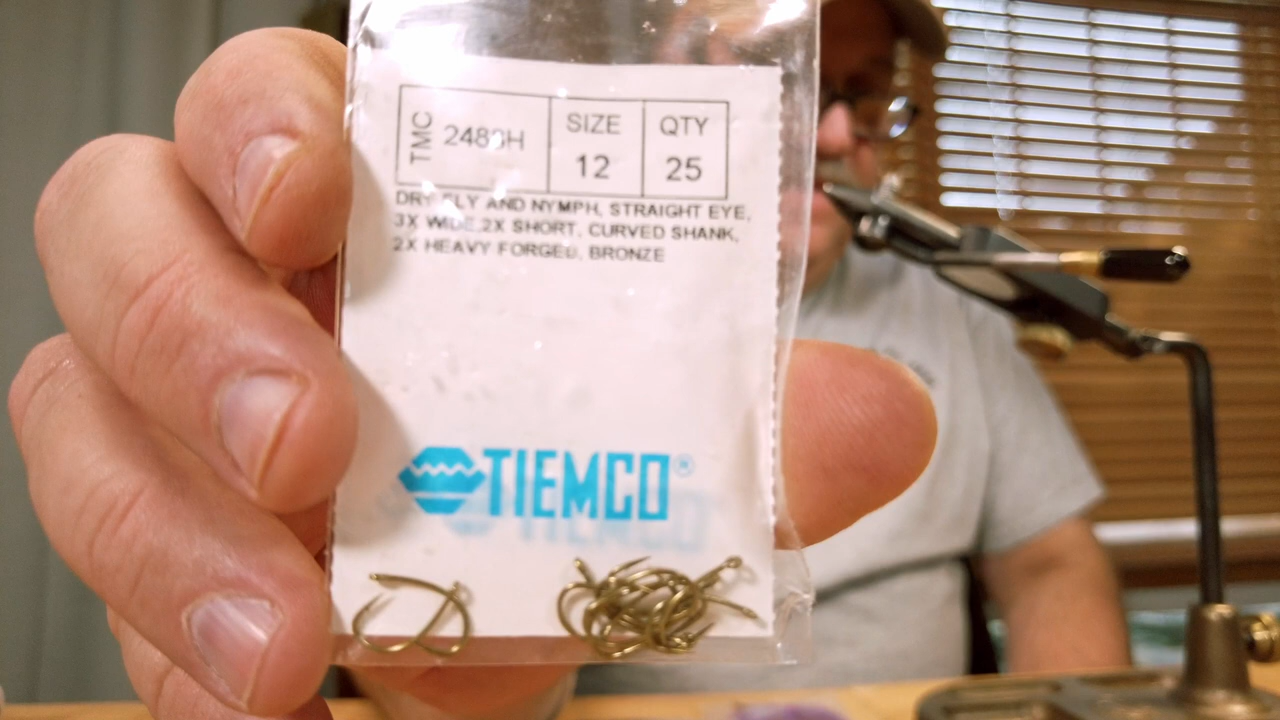 TMC 2488H SIZE 12 QTY 25
DRY FLY AND NYMPH, STRAIGHT EYE,
3X WIDE,2X SHORT, CURVED SHANK,
2X HEAVY FORGED, BRONZE
TIEMCO®